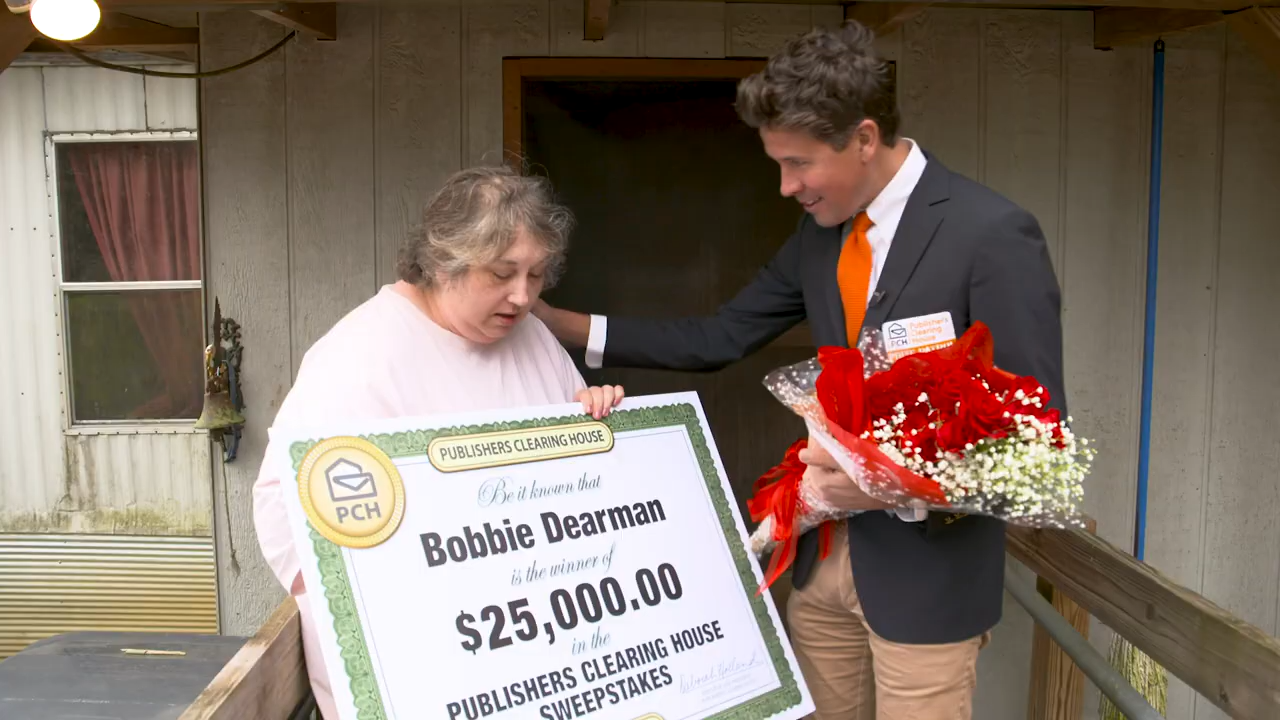 PUBLISHERS CLEARING HOUSE
PCH
Be it known that
Bobbie Dearman
is the winner of
$25,000.00
in the
PUBLISHERS CLEARING HOUSE
SWEEPSTAKES
PCH
Publisher's
Clearing
House